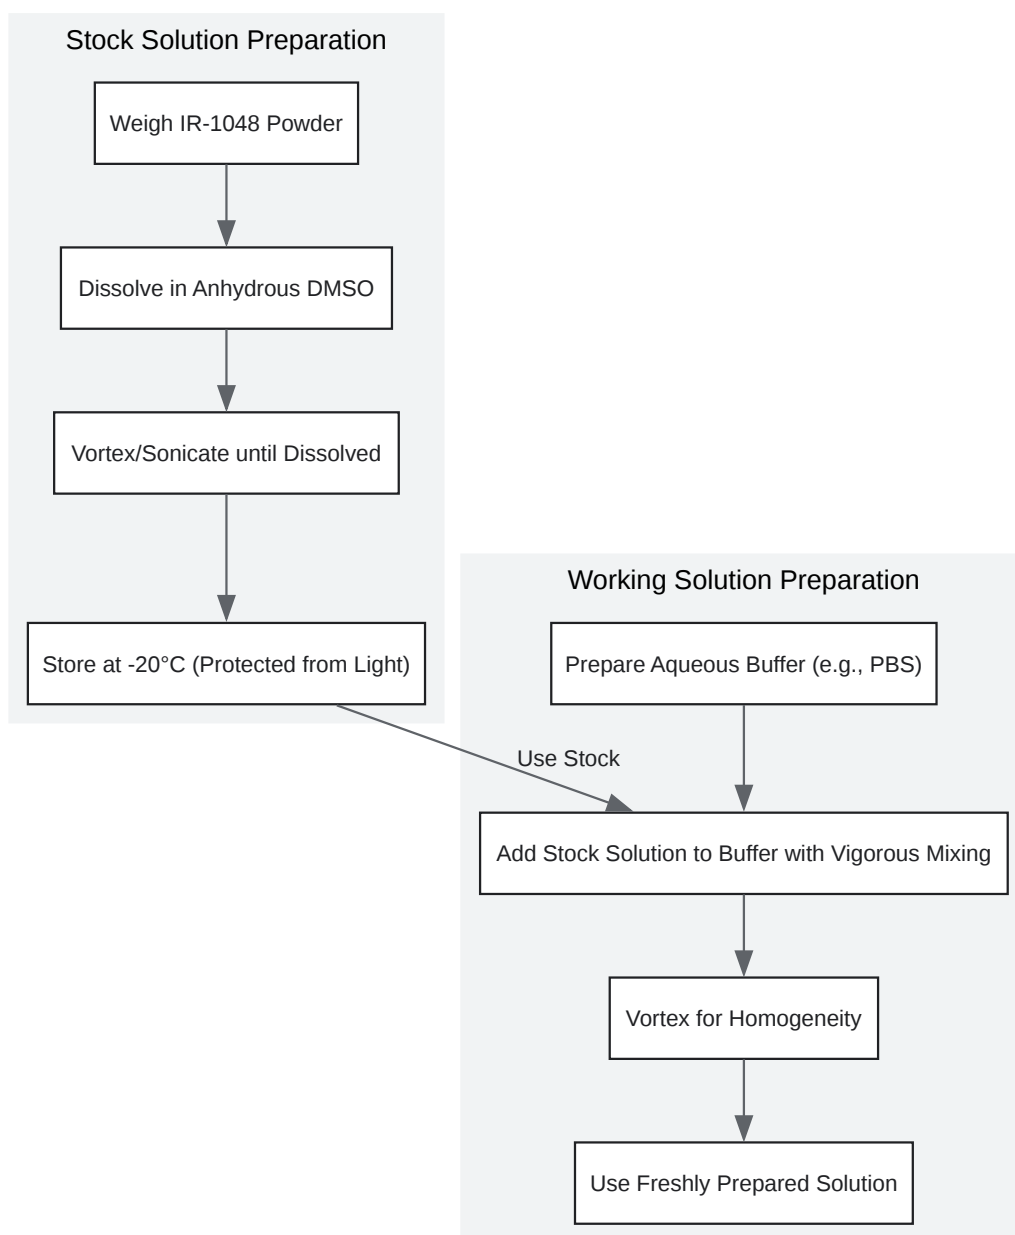 Stock Solution Preparation
Weigh IR-1048 Powder
Dissolve in Anhydrous DMSO
Vortex/Sonicate until Dissolved
Store at -20°C (Protected from Light)
Working Solution Preparation
Prepare Aqueous Buffer (e.g., PBS)
Use Stock
Add Stock Solution to Buffer with Vigorous Mixing
Vortex for Homogeneity
Use Freshly Prepared Solution